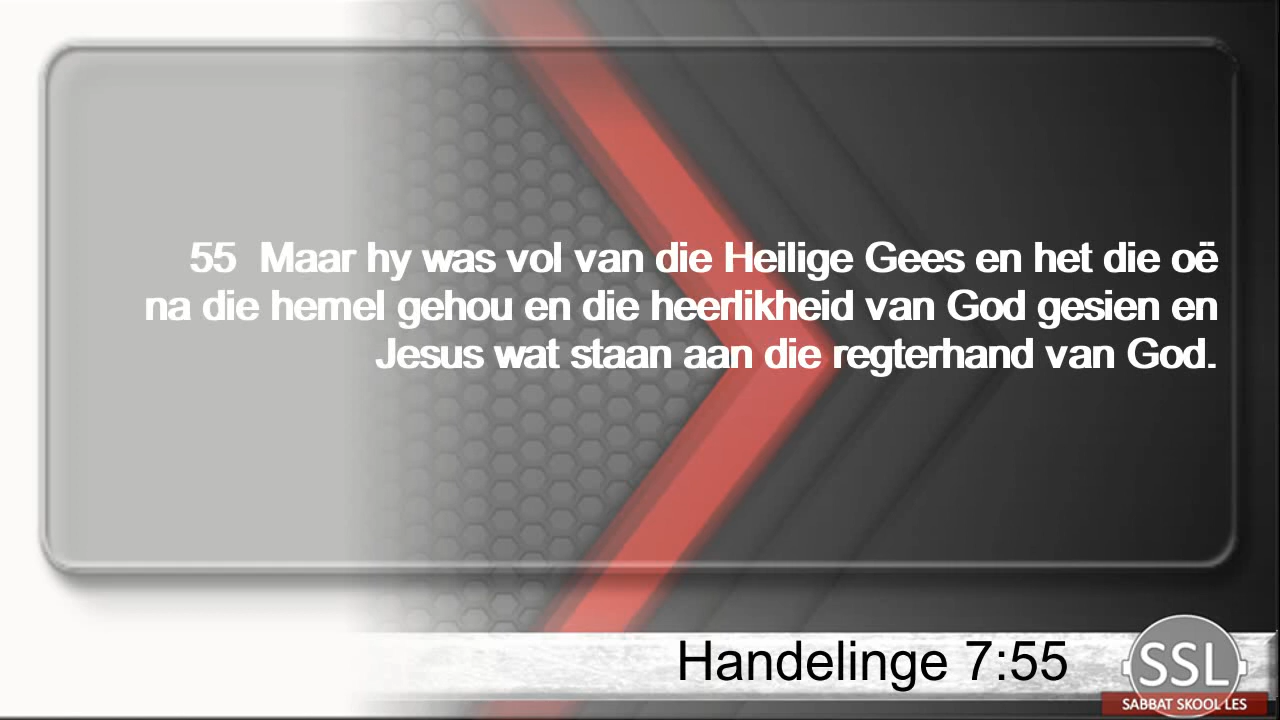 55  Maar hy was vol van die Heilige Gees en het die oë
na die hemel gehou en die heerlikheid van God gesien en
Jesus wat staan aan die regterhand van God.
Handelinge 7:55
SSL
SABBAT SKOOL LES